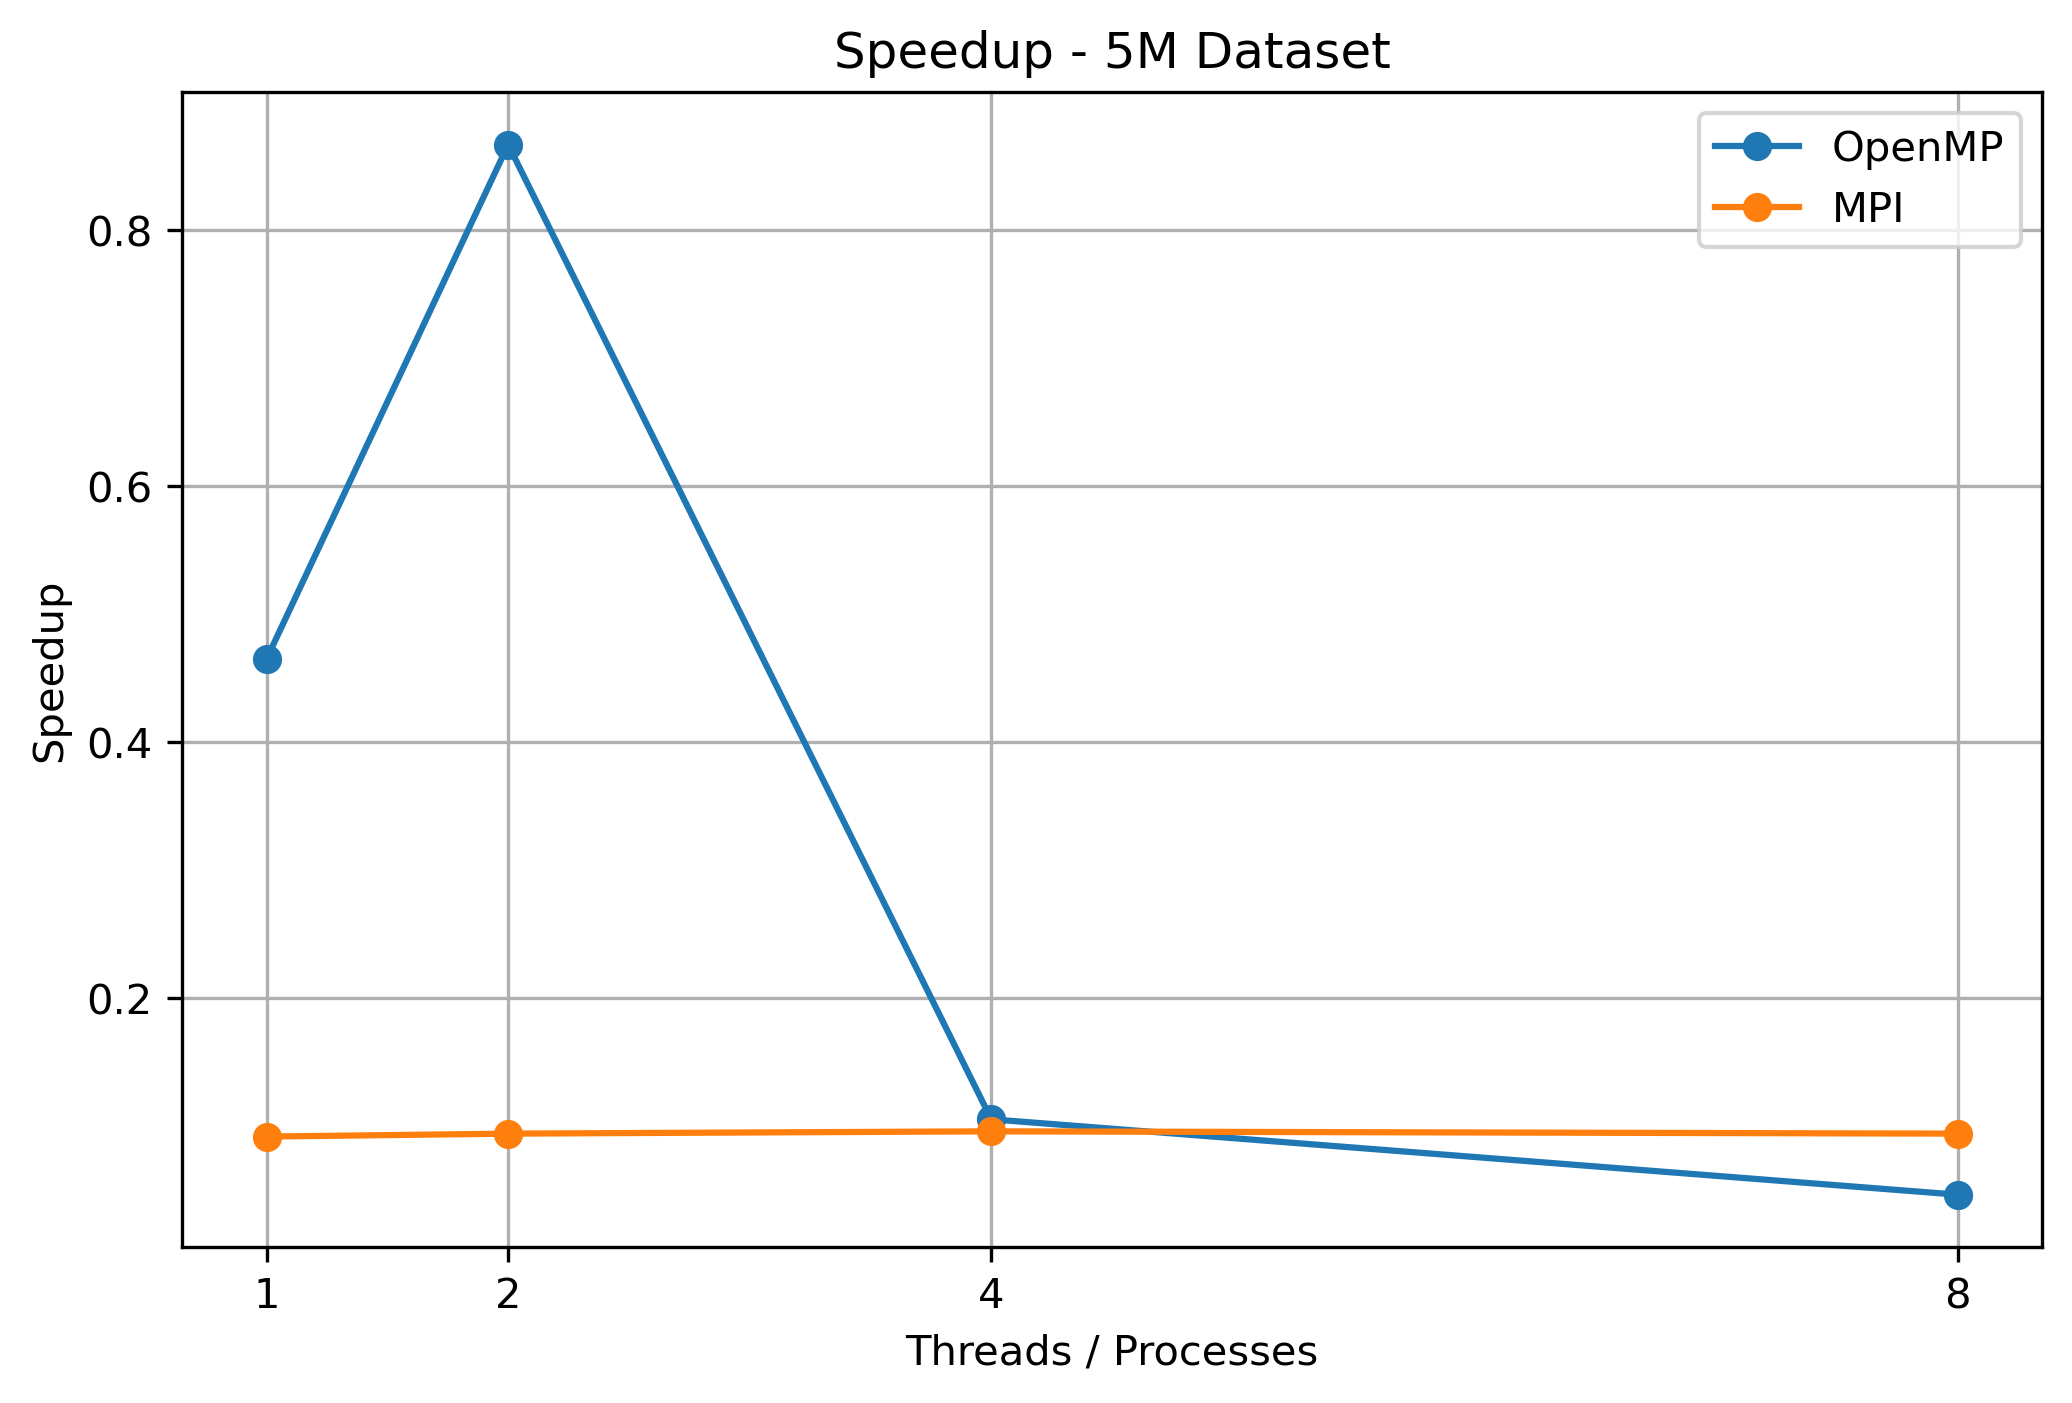 Speedup - 5M Dataset
OpenMP
MPI
0.8
0.6
0.4
0.2
Speedup
1 2 4 8
Threads / Processes